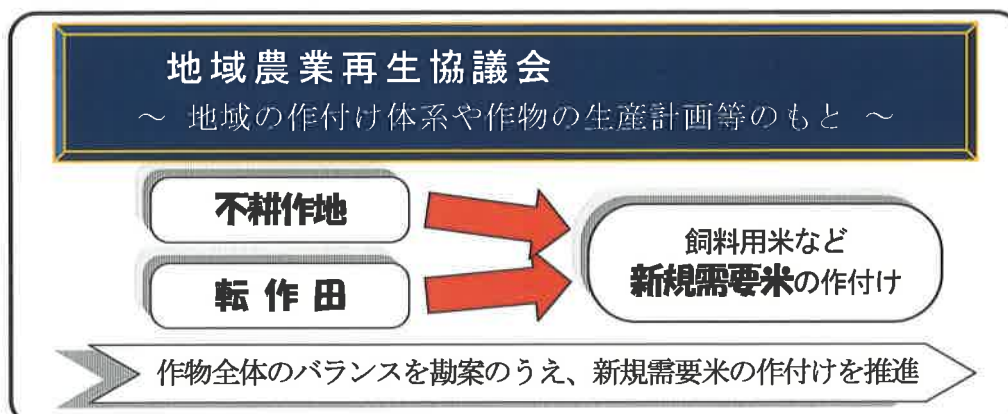 地域農業再生協議会
～ 地域の作付け体系や作物の生産計画等のもと ～
不耕作地
転作田
飼料用米など
新規需要米の作付け
作物全体のバランスを勘案のうえ、新規需要米の作付けを推進